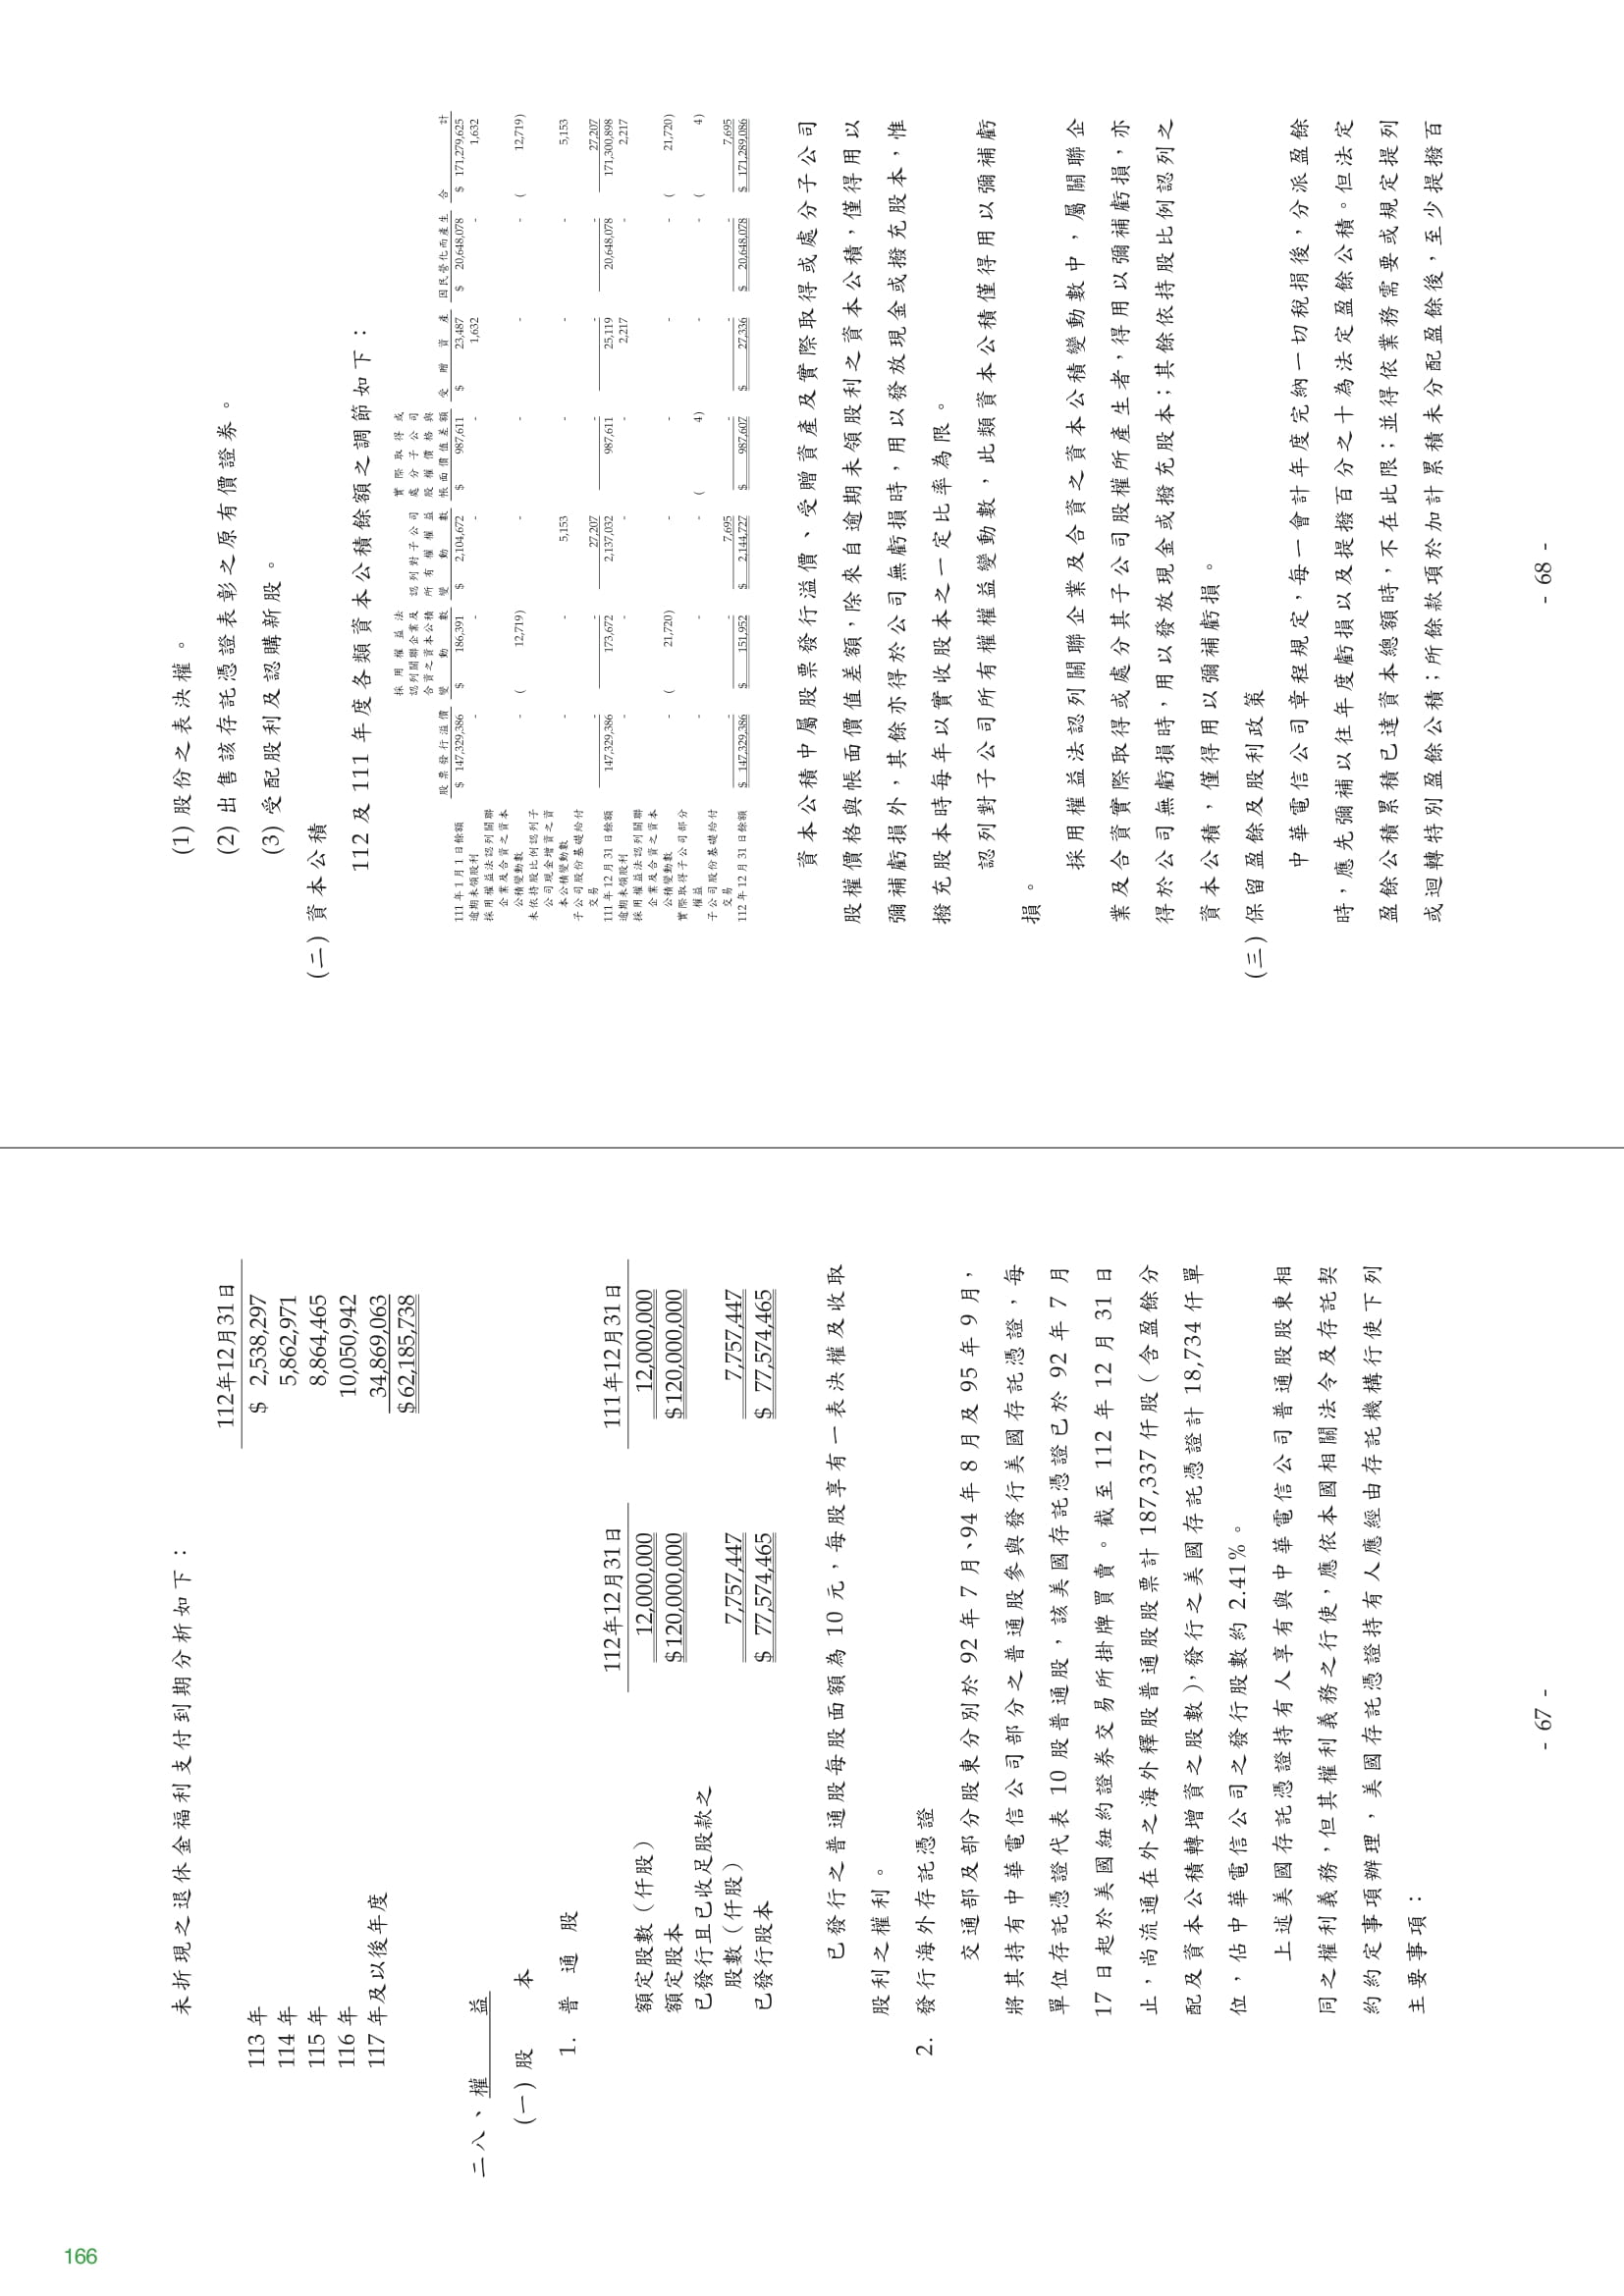 未折現之退休金福利支付到期分析如下：
112年12月31日
113 年 $ 2,538,297
114 年 5,862,971
115 年 8,864,465
116 年 10,050,942
117 年及以後年度 34,869,063
$ 62,185,738
二八、權 益
(一) 股 本
1. 普 通 股
112年12月31日 111年12月31日
額定股數（仟股） 12,000,000 12,000,000
額定股本 $ 120,000,000 $ 120,000,000
已發行且已收足股款之
股數（仟股） 7,757,447 7,757,447
已發行股本 $ 77,574,465 $ 77,574,465
已發行之普通股每股面額為 10 元，每股享有一表決權及收取
股利之權利。
2. 發行海外存託憑證
交通部及部分股東分別於 92 年 7 月、94 年 8 月及 95 年 9 月，
將其持有中華電信公司部分之普通股參與發行美國存託憑證，每
單位存託憑證代表 10 股普通股，該美國存託憑證已於 92 年 7 月
17 日起於美國紐約證券交易所掛牌買賣。截至 112 年 12 月 31 日
止，尚流通在外之海外釋股普通股股票計 187,337 仟股（含盈餘分
配及資本公積轉增資之股數），發行之美國存託憑證計 18,734 仟單
位，佔中華電信公司之發行股數約 2.41%。
上述美國存託憑證持有人享有與中華電信公司普通股股東相
同之權利義務，但其權利義務之行使，應依本國相關法令及存託契
約約定事項辦理，美國存託憑證持有人應經由存託機構行使下列
主要事項：
- 67 -
(1) 股份之表決權。
(2) 出售該存託憑證表彰之原有價證券。
(3) 受配股利及認購新股。
(二) 資本公積
112 及 111 年度各類資本公積餘額之調節如下：
採用權益法 實際取得或
認列關聯企業及 認列對子公司 處分子公司
合資之資本公積 所有權權益 股權價格與
股票發行溢價 變動數 變動數 帳面價值差額 受贈資產 因民營化而產生 合計
111 年 1 月 1 日餘額 $ 147,329,386 $ 186,391 $ 2,104,672 $ 987,611 $ 23,487 $ 20,648,078 $ 171,279,625
逾期未領股利 - - - - 1,632 - 1,632
採用權益法認列關聯
企業及合資之資本
公積變動數 - ( 12,719) - - - - ( 12,719)
未依持股比例認列子
公司現金增資之資
本公積變動數 - - 5,153 - - - 5,153
子公司股份基礎給付
交易 - - 27,207 - - - 27,207
111 年 12 月 31 日餘額 147,329,386 173,672 2,137,032 987,611 25,119 20,648,078 171,300,898
逾期未領股利 - - - - 2,217 - 2,217
採用權益法認列關聯
企業及合資之資本
公積變動數 - ( 21,720) - - - - ( 21,720)
實際取得子公司部分
權益 - - - ( 4) - - ( 4)
子公司股份基礎給付
交易 - - 7,695 - - - 7,695
112 年 12 月 31 日餘額 $ 147,329,386 $ 151,952 $ 2,144,727 $ 987,607 $ 27,336 $ 20,648,078 $ 171,289,086
資本公積中屬股票發行溢價、受贈資產及實際取得或處分子公司
股權價格與帳面價值差額，除來自逾期未領股利之資本公積，僅得用以
彌補虧損外，其餘亦得於公司無虧損時，用以發放現金或撥充股本，惟
撥充股本時每年以實收股本之一定比率為限。
認列對子公司所有權權益變動數，此類資本公積僅得用以彌補虧
損。
採用權益法認列關聯企業及合資之資本公積變動數中，屬關聯企
業及合資實際取得或處分其子公司股權所產生者，得用以彌補虧損，亦
得於公司無虧損時，用以發放現金或撥充股本；其餘依持股比例認列之
資本公積，僅得用以彌補虧損。
(三) 保留盈餘及股利政策
中華電信公司章程規定，每一會計年度完納一切稅捐後，分派盈餘
時，應先彌補以往年度虧損以及提撥百分之十為法定盈餘公積。但法定
盈餘公積累積已達資本總額時，不在此限；並得依業務需要或規定提列
或迴轉特別盈餘公積；所餘款項於加計累積未分配盈餘後，至少提撥百
- 68 -
166